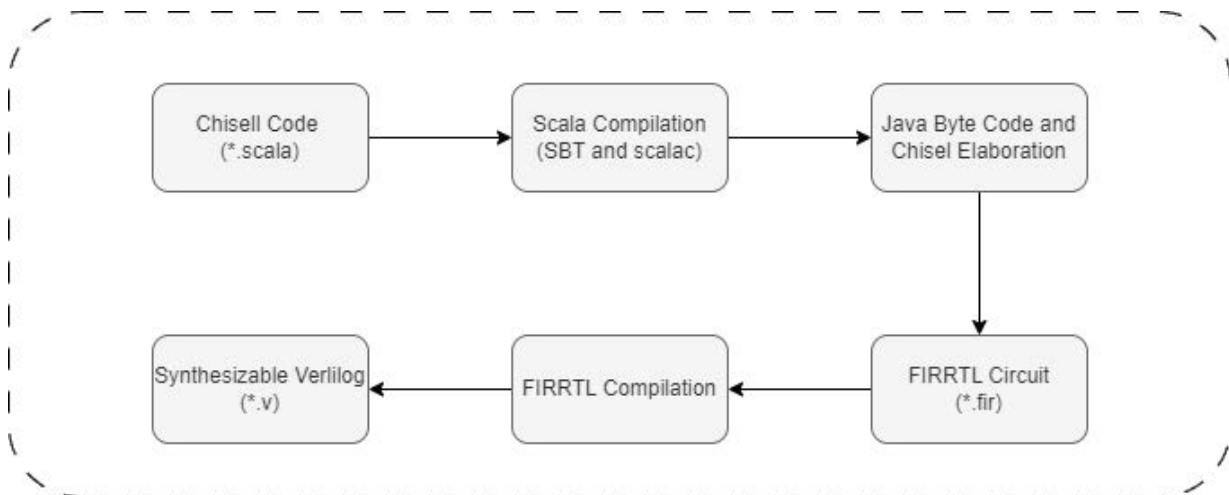 Chisell Code
(*.scala)
Scala Compilation
(SBT and scalac)
Java Byte Code and
Chisel Elaboration
FIRRTL Circuit
(*.fir)
FIRRTL Compilation
Synthesizable Verlilog
(*.v)